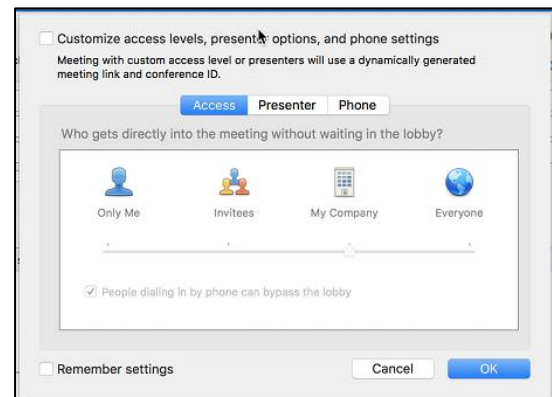 Customize access levels, presenter options, and phone settings
Meeting with custom access level or presenters will use a dynamically generated
meeting link and conference ID.
Access Presenter Phone
Who gets directly into the meeting without waiting in the lobby?
Only Me Invitees My Company Everyone
People dialing in by phone can bypass the lobby
Remember settings Cancel OK